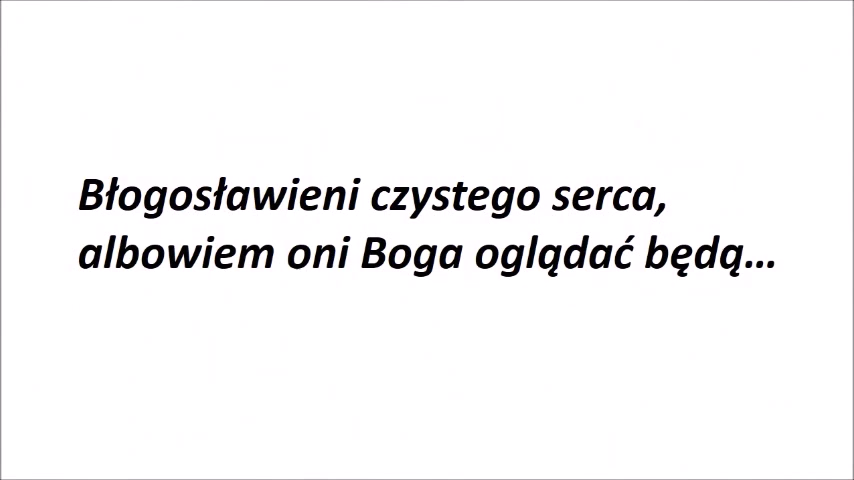 Błogosławieni czystego serca,
albowiem oni Boga oglądać będą...